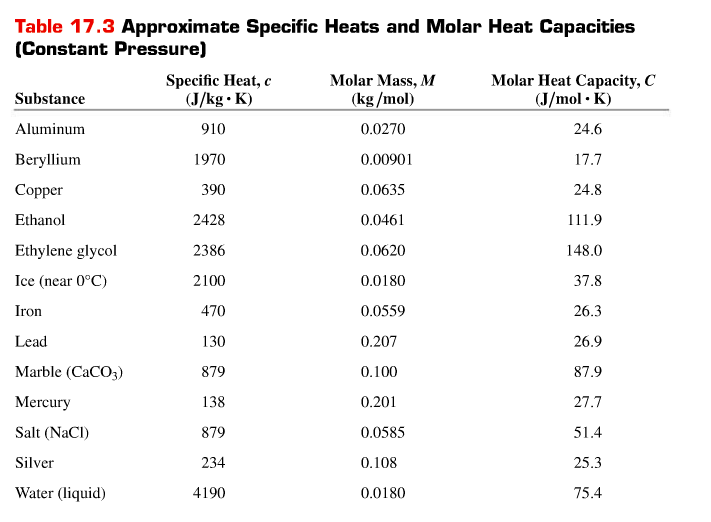 Table 17.3 Approximate Specific Heats and Molar Heat Capacities
(Constant Pressure)
Specific Heat, c Molar Mass, M Molar Heat Capacity, C
Substance (J/kg · K) (kg/mol) (J/mol · K)
Aluminum 910 0.0270 24.6
Beryllium 1970 0.00901 17.7
Copper 390 0.0635 24.8
Ethanol 2428 0.0461 111.9
Ethylene glycol 2386 0.0620 148.0
Ice (near 0°C) 2100 0.0180 37.8
Iron 470 0.0559 26.3
Lead 130 0.207 26.9
Marble (CaCO₃) 879 0.100 87.9
Mercury 138 0.201 27.7
Salt (NaCl) 879 0.0585 51.4
Silver 234 0.108 25.3
Water (liquid) 4190 0.0180 75.4